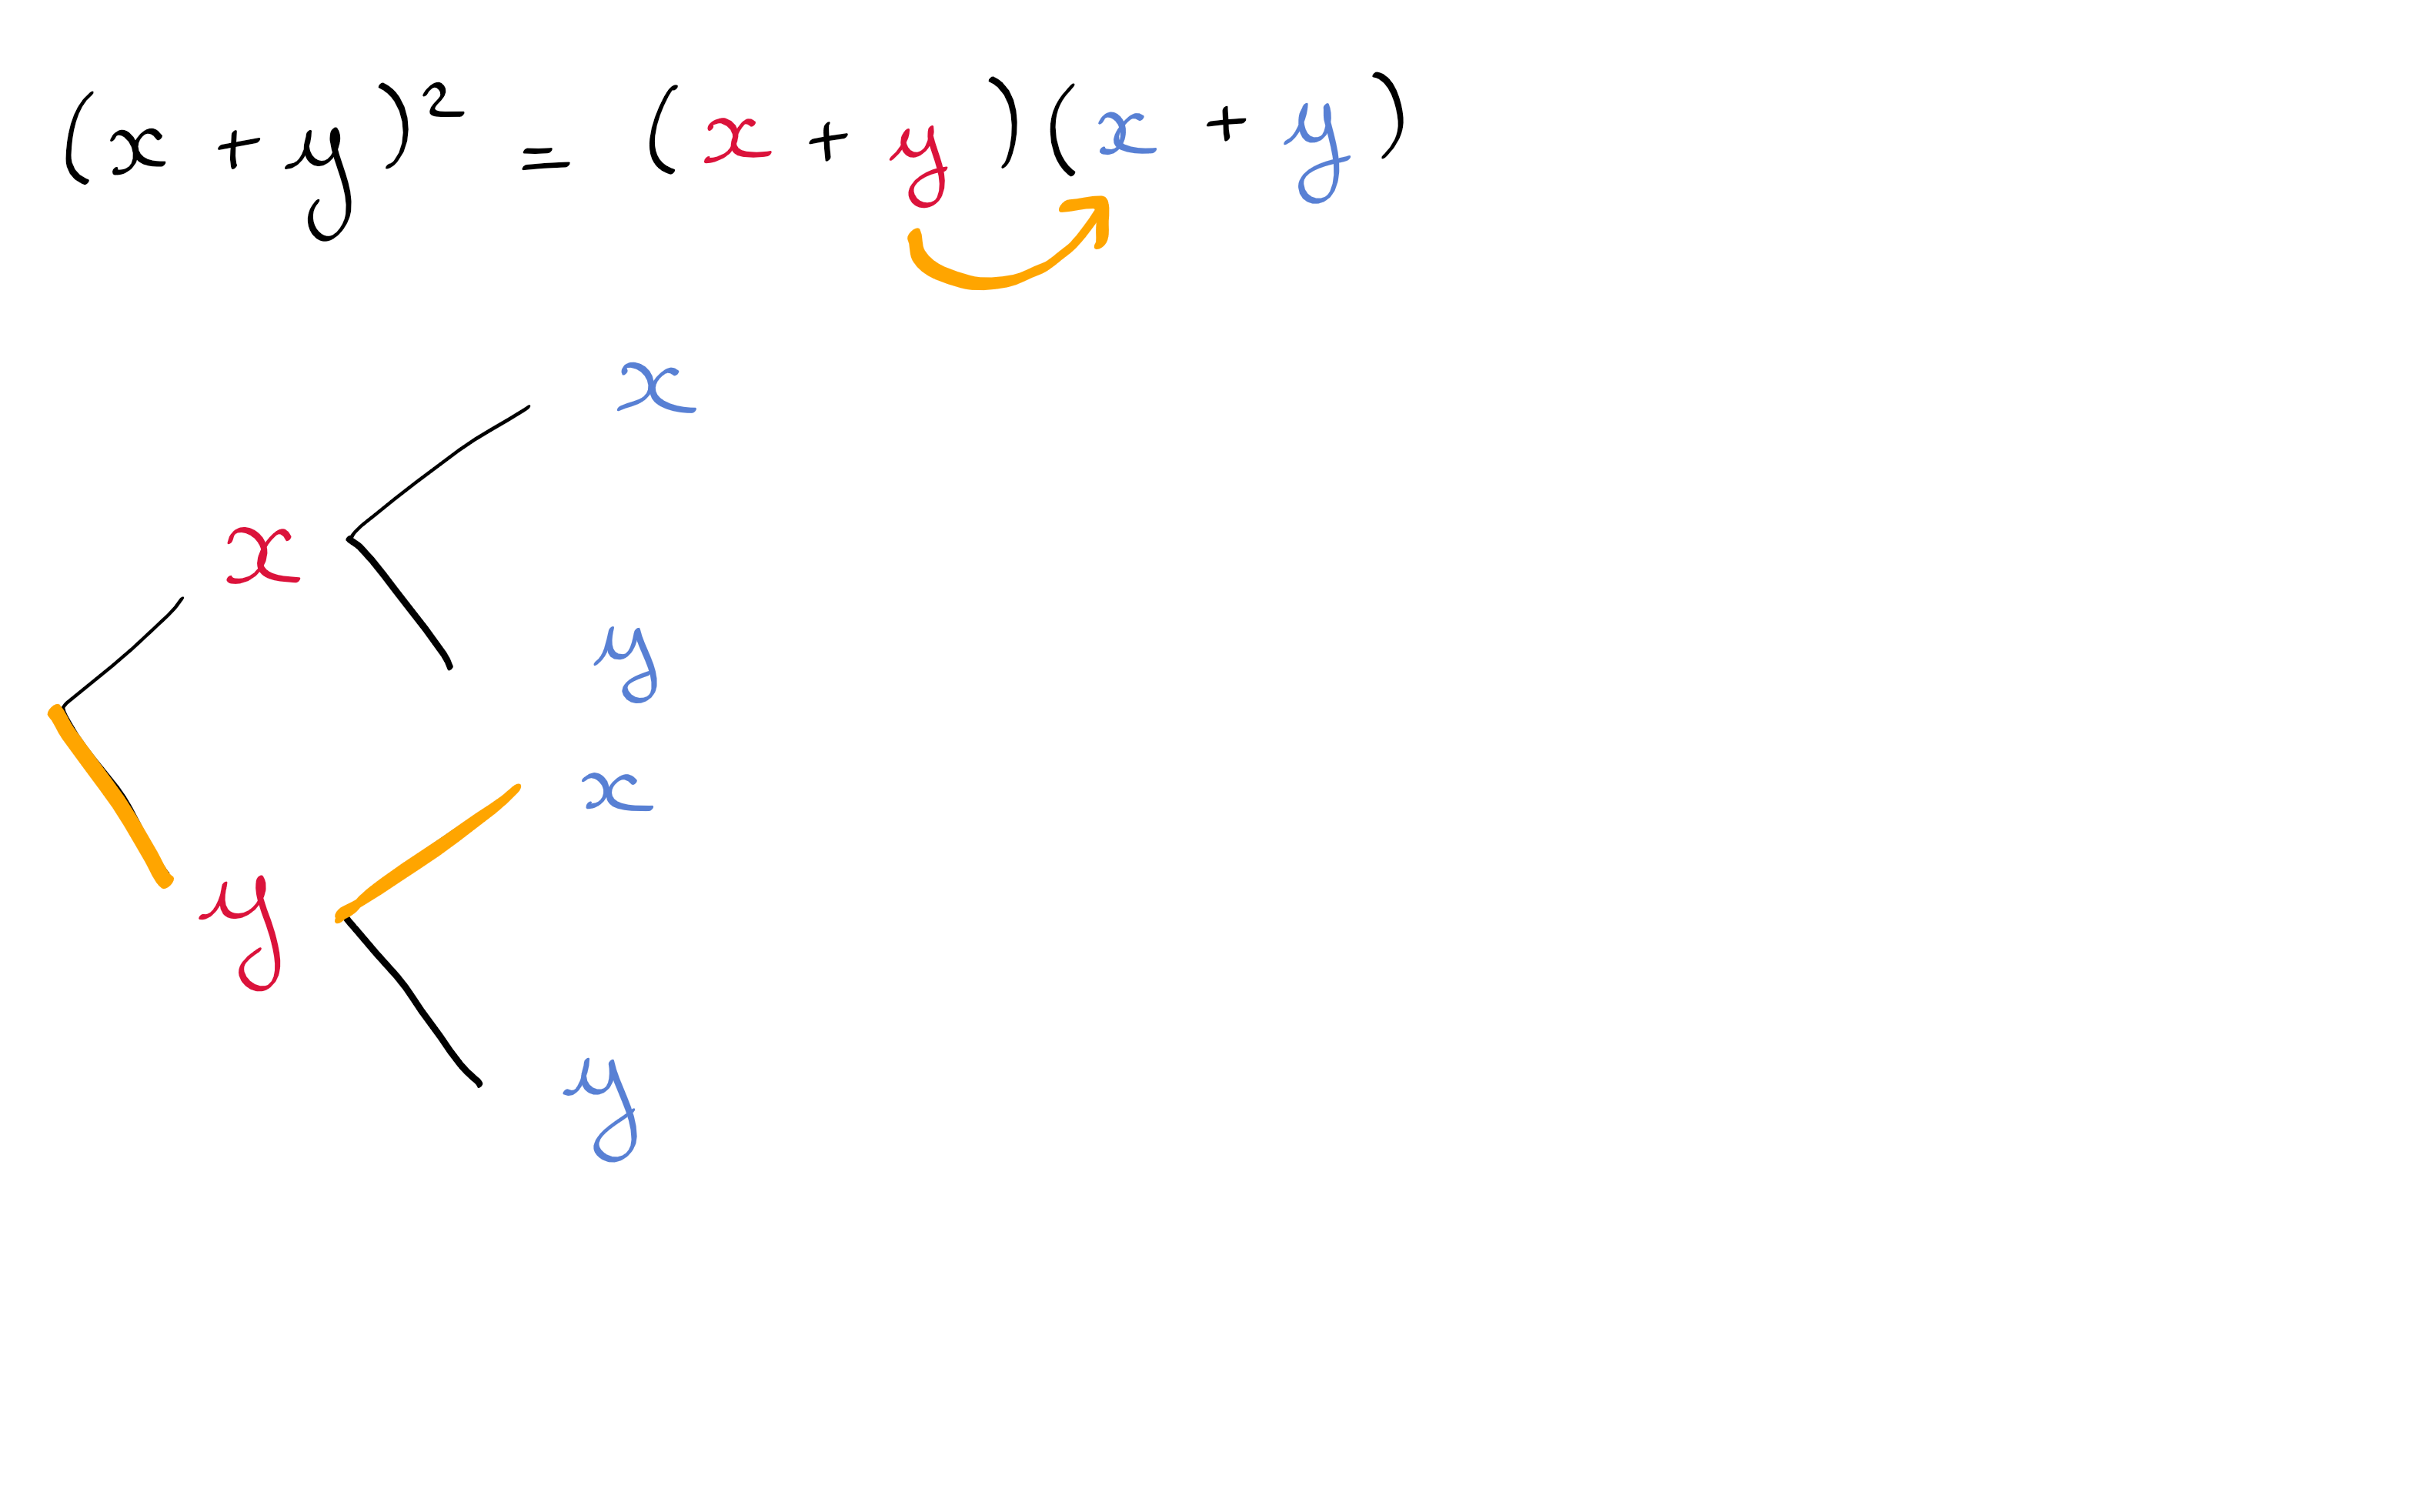 (x + y)² = (x + y)(x + y)
x
x
y
x
y
y